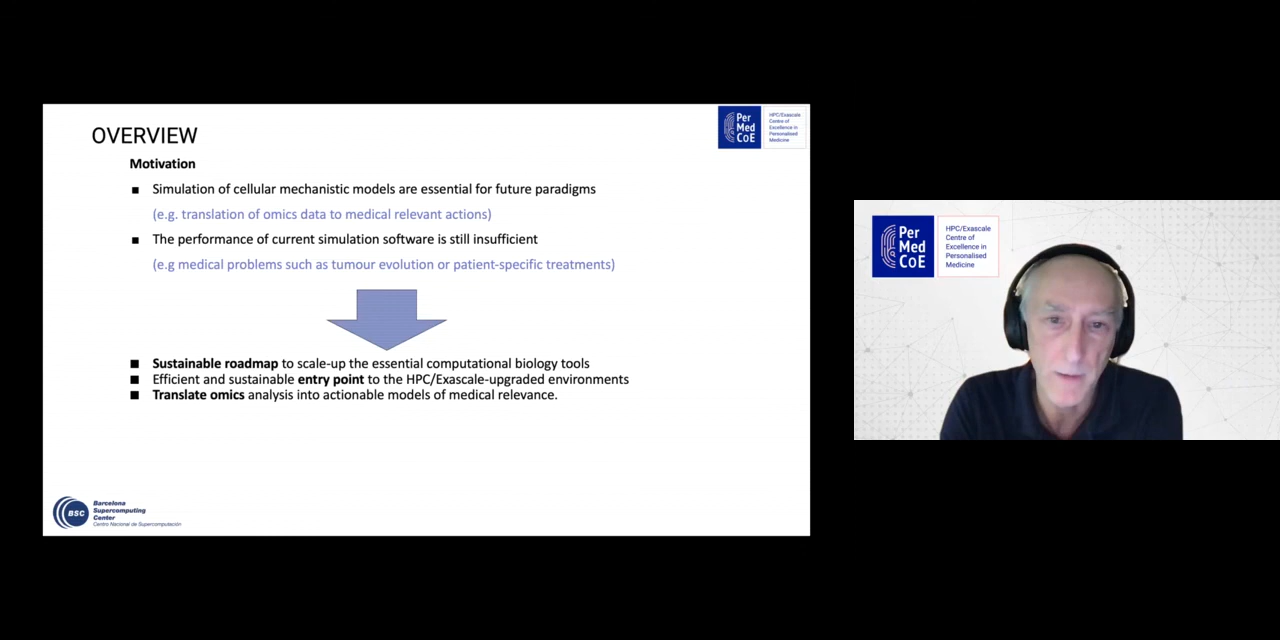 OVERVIEW
Per
Med
CoE
HPC/Exascale
Centre of
Excellence in
Personalised
Medicine
Motivation
■ Simulation of cellular mechanistic models are essential for future paradigms
(e.g. translation of omics data to medical relevant actions)
■ The performance of current simulation software is still insufficient
(e.g medical problems such as tumour evolution or patient-specific treatments)
■ Sustainable roadmap to scale-up the essential computational biology tools
■ Efficient and sustainable entry point to the HPC/Exascale-upgraded environments
■ Translate omics analysis into actionable models of medical relevance.
BSC
Barcelona
Supercomputing
Center
Centro Nacional de Supercomputación
Per
Med
CoE
HPC/Exascale
Centre of
Excellence in
Personalised
Medicine